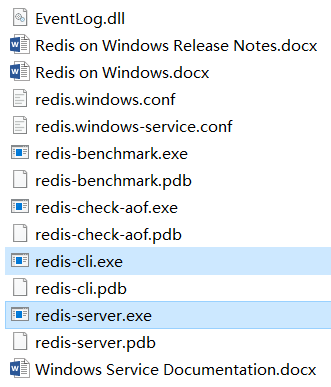 EventLog.dll
Redis on Windows Release Notes.docx
Redis on Windows.docx
redis.windows.conf
redis.windows-service.conf
redis-benchmark.exe
redis-benchmark.pdb
redis-check-aof.exe
redis-check-aof.pdb
redis-cli.exe
redis-cli.pdb
redis-server.exe
redis-server.pdb
Windows Service Documentation.docx